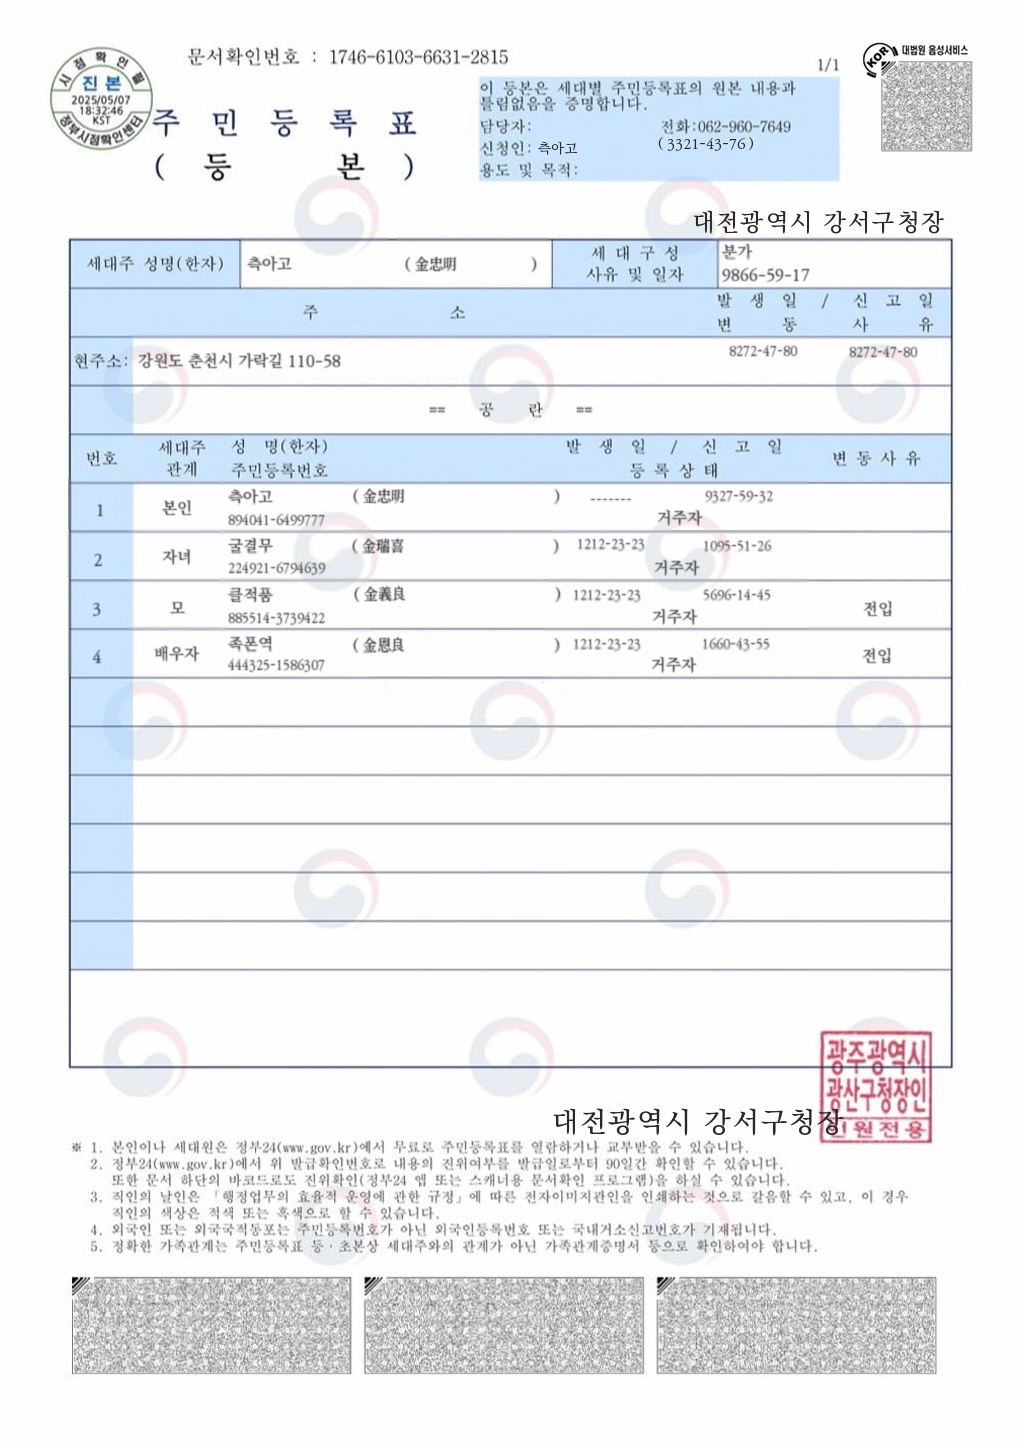 문서확인번호 : 1746-6103-6631-2815
1/1
대법원 음성서비스
KOR
시점확인필
진본
2025/05/07
18:32:46
KST
정부시점확인센터
주 민 등 록 표
( 등 본 )
이 등본은 세대별 주민등록표의 원본 내용과
틀림없음을 증명합니다.
담당자: 전화:062-960-7649
신청인: 측아고 ( 3321-43-76 )
용도 및 목적:
대전광역시 강서구청장
세대주 성명(한자) 측아고 ( 金忠明 ) 세 대 구 성 분가
사유 및 일자 9866-59-17
주 소 발 생 일 / 신 고 일
변 동 사 유
현주소: 강원도 춘천시 가락길 110-58 8272-47-80 8272-47-80
== 공 란 ==
번호 세대주 성 명(한자) 발 생 일 / 신 고 일 변 동 사 유
관계 주민등록번호 등 록 상 태
1 본인 측아고 ( 金忠明 ) ------- 9327-59-32
894041-6499777 거주자
2 자녀 굴결무 ( 金瑞喜 ) 1212-23-23 1095-51-26
224921-6794639 거주자
3 모 클적품 ( 金義良 ) 1212-23-23 5696-14-45 전입
885514-3739422 거주자
4 배우자 족폰역 ( 金恩良 ) 1212-23-23 1660-43-55 전입
444325-1586307 거주자
광주광역시
광산구청장인
민원전용
대전광역시 강서구청장
※ 1. 본인이나 세대원은 정부24(www.gov.kr)에서 무료로 주민등록표를 열람하거나 교부받을 수 있습니다.
2. 정부24(www.gov.kr)에서 위 발급확인번호로 내용의 진위여부를 발급일로부터 90일간 확인할 수 있습니다.
또한 문서 하단의 바코드로도 진위확인(정부24 앱 또는 스캐너용 문서확인 프로그램)을 하실 수 있습니다.
3. 직인의 날인은 「행정업무의 효율적 운영에 관한 규정」에 따른 전자이미지관인을 인쇄하는 것으로 갈음할 수 있고, 이 경우
직인의 색상은 적색 또는 흑색으로 할 수 있습니다.
4. 외국인 또는 외국국적동포는 주민등록번호가 아닌 외국인등록번호 또는 국내거소신고번호가 기재됩니다.
5. 정확한 가족관계는 주민등록표 등·초본상 세대주와의 관계가 아닌 가족관계증명서 등으로 확인하여야 합니다.